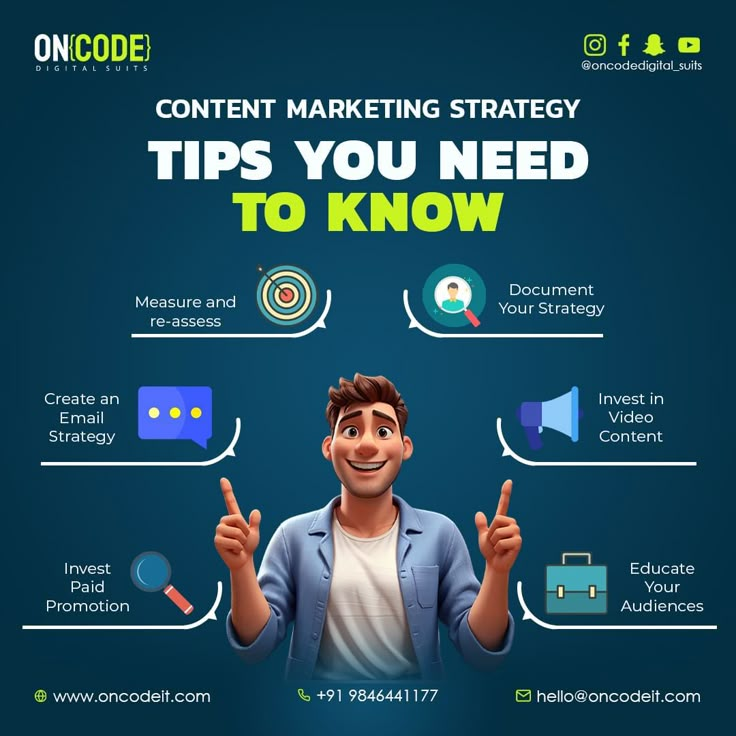 ON{CODE}
DIGITAL SUITS
@oncodedigital_suits
CONTENT MARKETING STRATEGY
TIPS YOU NEED
TO KNOW
Measure and
re-assess
Document
Your Strategy
Create an
Email
Strategy
Invest in
Video
Content
Invest
Paid
Promotion
Educate
Your
Audiences
www.oncodeit.com
+91 9846441177
hello@oncodeit.com